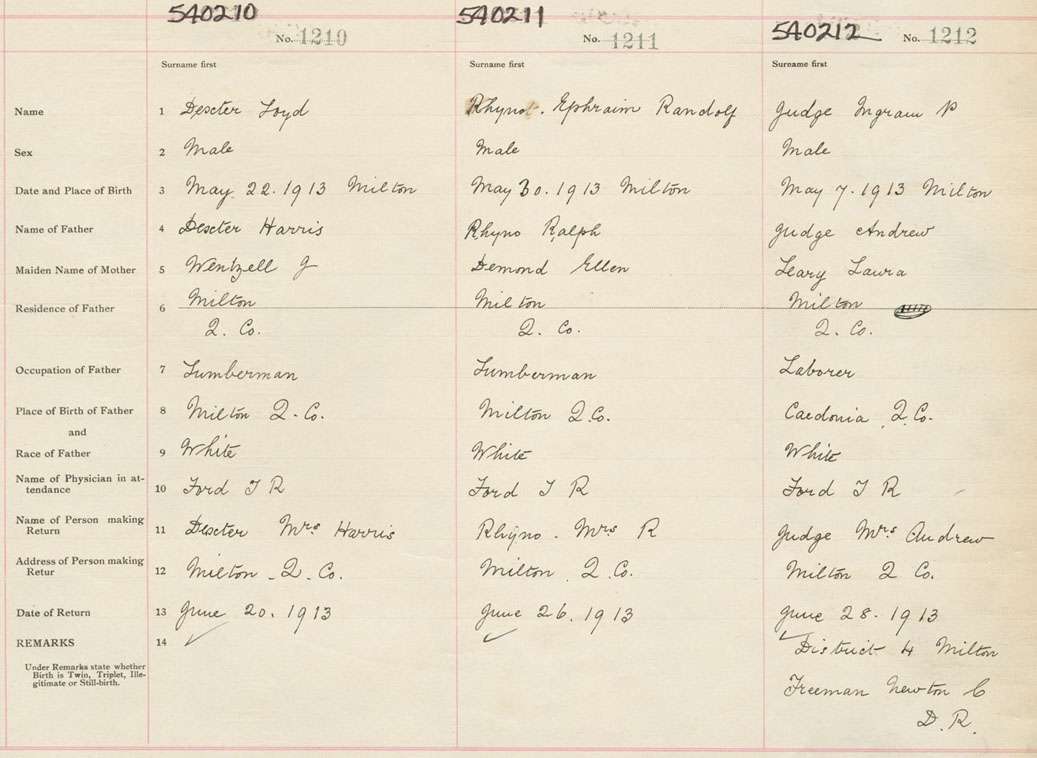 540210 540211 540212
No. 1210 No. 1211 No. 1212
Surname first Surname first Surname first
Name 1 Dexter Loyd Rhyno. Ephraim Randolf Judge Ingram P
Sex 2 Male Male Male
Date and Place of Birth 3 May. 22. 1913 Milton May 30. 1913 Milton May 7. 1913 Milton
Name of Father 4 Dexter Harris Rhyno Ralph Judge Andrew
Maiden Name of Mother 5 Wentzell J Demond Ellen Leary Laura
Residence of Father 6 Milton Milton Milton
Q. Co. Q. Co. Q. Co.
Occupation of Father 7 Lumberman Lumberman Laborer
Place of Birth of Father 8 Milton Q. Co. Milton Q. Co. Caedonia Q. Co.
and
Race of Father 9 White White White
Name of Physician in at-
tendance 10 Ford T R Ford T R Ford T R
Name of Person making
Return 11 Dexter Mrs Harris Rhyno. Mrs R Judge Mrs Andrew
Address of Person making
Retur 12 Milton - Q. Co. Milton. Q. Co. Milton Q Co.
Date of Return 13 June 20. 1913 June 26. 1913 June 28. 1913
REMARKS 14 ✓ ✓ ✓ District 4 Milton
Under Remarks state whether
Birth is Twin, Triplet, Ille-
gitimate or Still-birth.
Freeman Newton C
D. R.